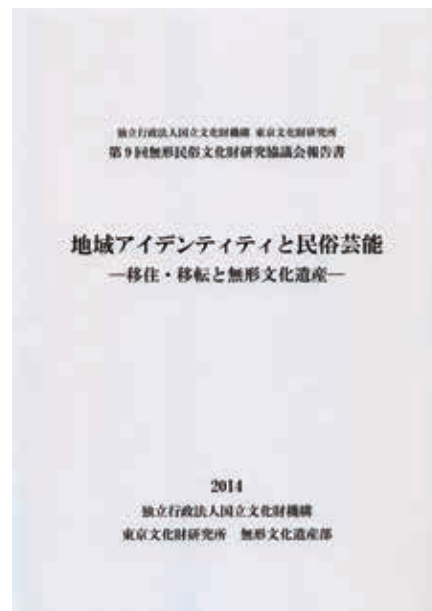 独立行政法人国立文化財機構 東京文化財研究所
第9回無形民俗文化財研究協議会報告書
地域アイデンティティと民俗芸能
―移住・移転と無形文化遺産―
2014
独立行政法人国立文化財機構
東京文化財研究所 無形文化遺産部